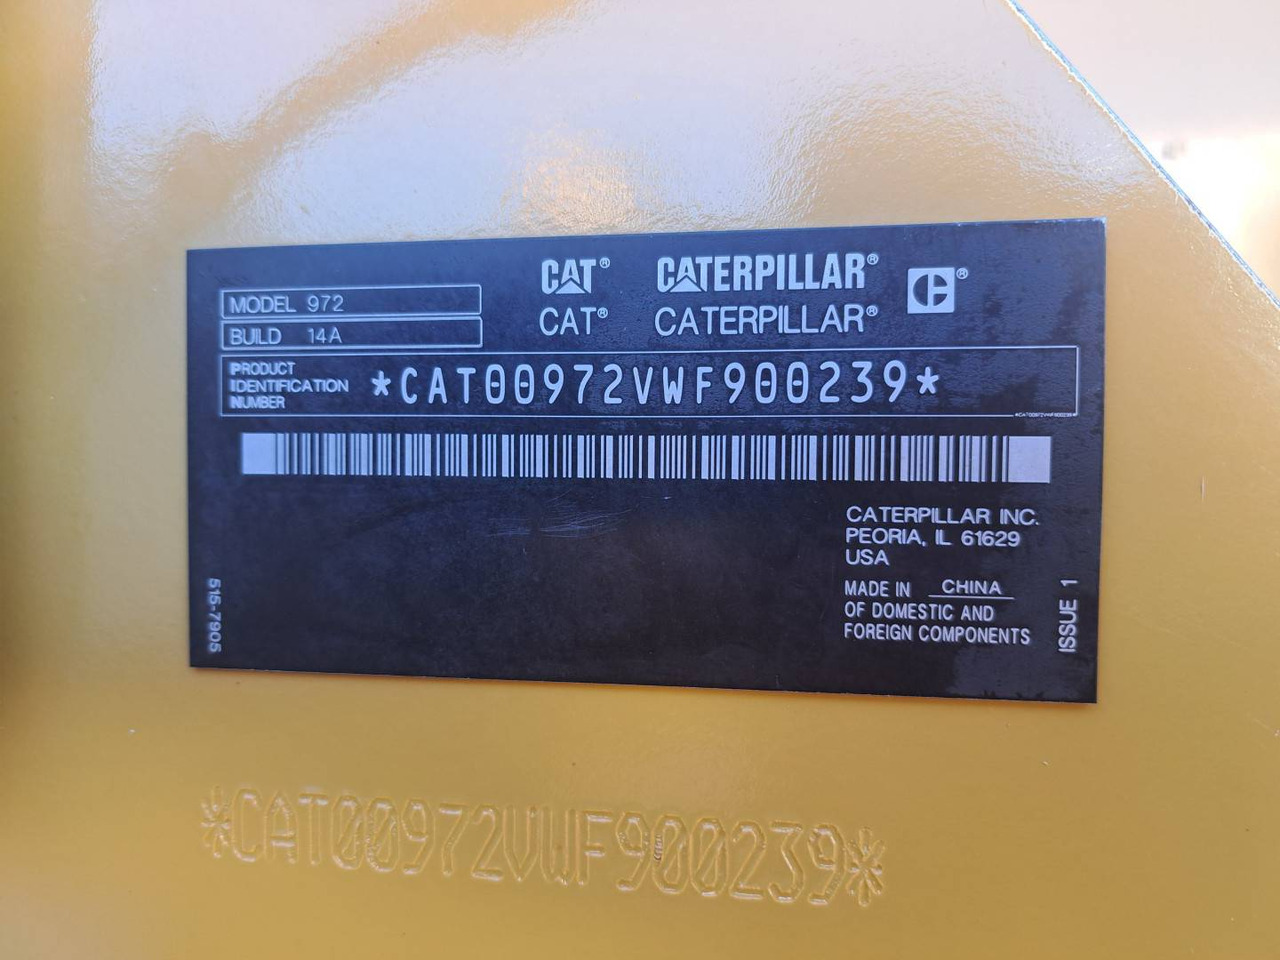 CAT® CATERPILLAR® C®
CAT® CATERPILLAR®
MODEL 972
BUILD 14A
PRODUCT
IDENTIFICATION
NUMBER
*CAT00972VWF900239*
*CAT00972VWF900239*
CATERPILLAR INC.
PEORIA, IL 61629
USA
MADE IN CHINA
OF DOMESTIC AND
FOREIGN COMPONENTS
515-7905
ISSUE 1
*CAT00972VWF900239*